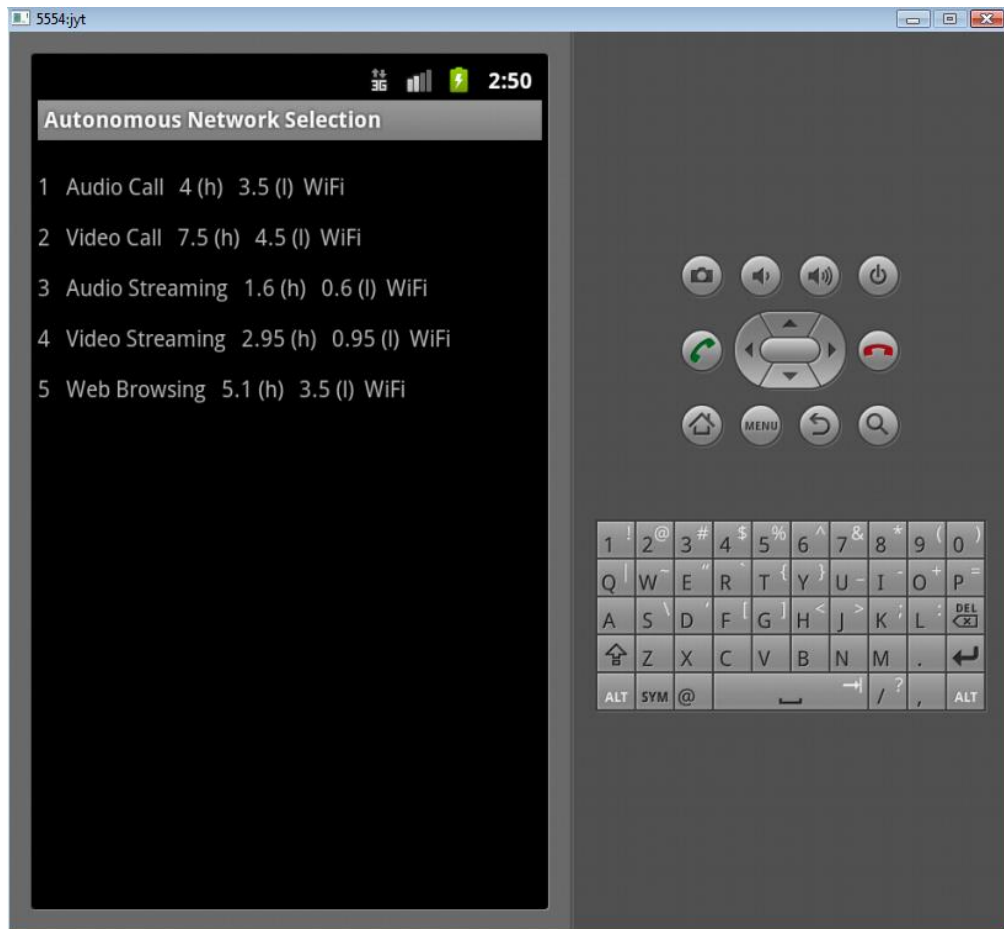 5554:jyt
3G 2:50
Autonomous Network Selection
1 Audio Call 4 (h) 3.5 (l) WiFi
2 Video Call 7.5 (h) 4.5 (l) WiFi
3 Audio Streaming 1.6 (h) 0.6 (l) WiFi
4 Video Streaming 2.95 (h) 0.95 (l) WiFi
5 Web Browsing 5.1 (h) 3.5 (l) WiFi
MENU
1 ! 2 @ 3 # 4 $ 5 % 6 ^ 7 & 8 * 9 ( 0 )
Q | W ~ E " R ` T { Y } U - I - O + P =
A S \ D ' F [ G ] H < J > K ; L : DEL
Z X C V B N M .
ALT SYM @ / ? , ALT